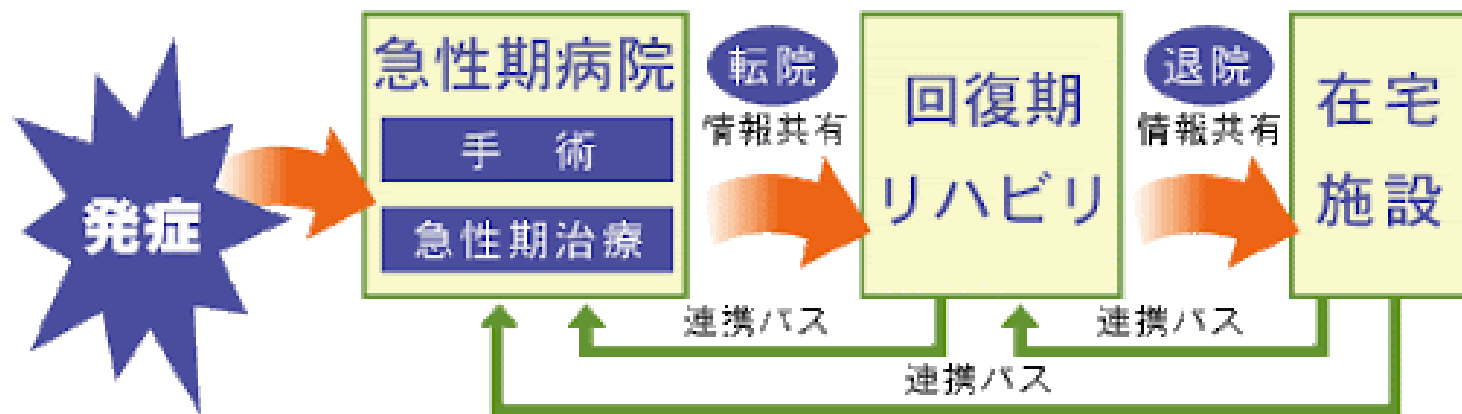 発症
急性期病院
手 術
急性期治療
転院
情報共有
回復期
リハビリ
退院
情報共有
在宅
施設
連携パス
連携パス
連携パス